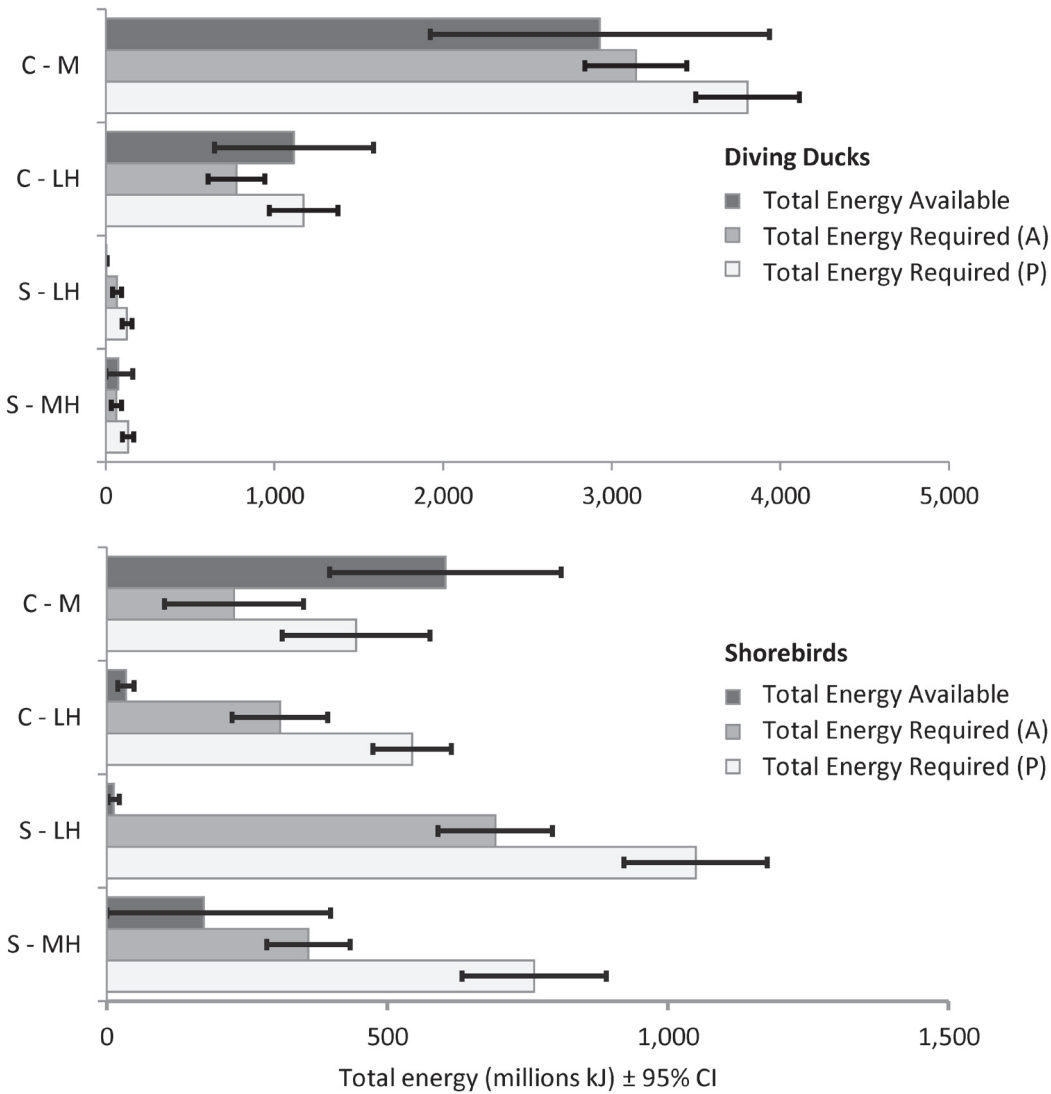 C - M
C - LH
S - LH
S - MH
Diving Ducks
Total Energy Available
Total Energy Required (A)
Total Energy Required (P)
0 1,000 2,000 3,000 4,000 5,000
C - M
C - LH
S - LH
S - MH
Shorebirds
Total Energy Available
Total Energy Required (A)
Total Energy Required (P)
0 500 1,000 1,500
Total energy (millions kJ) ± 95% CI